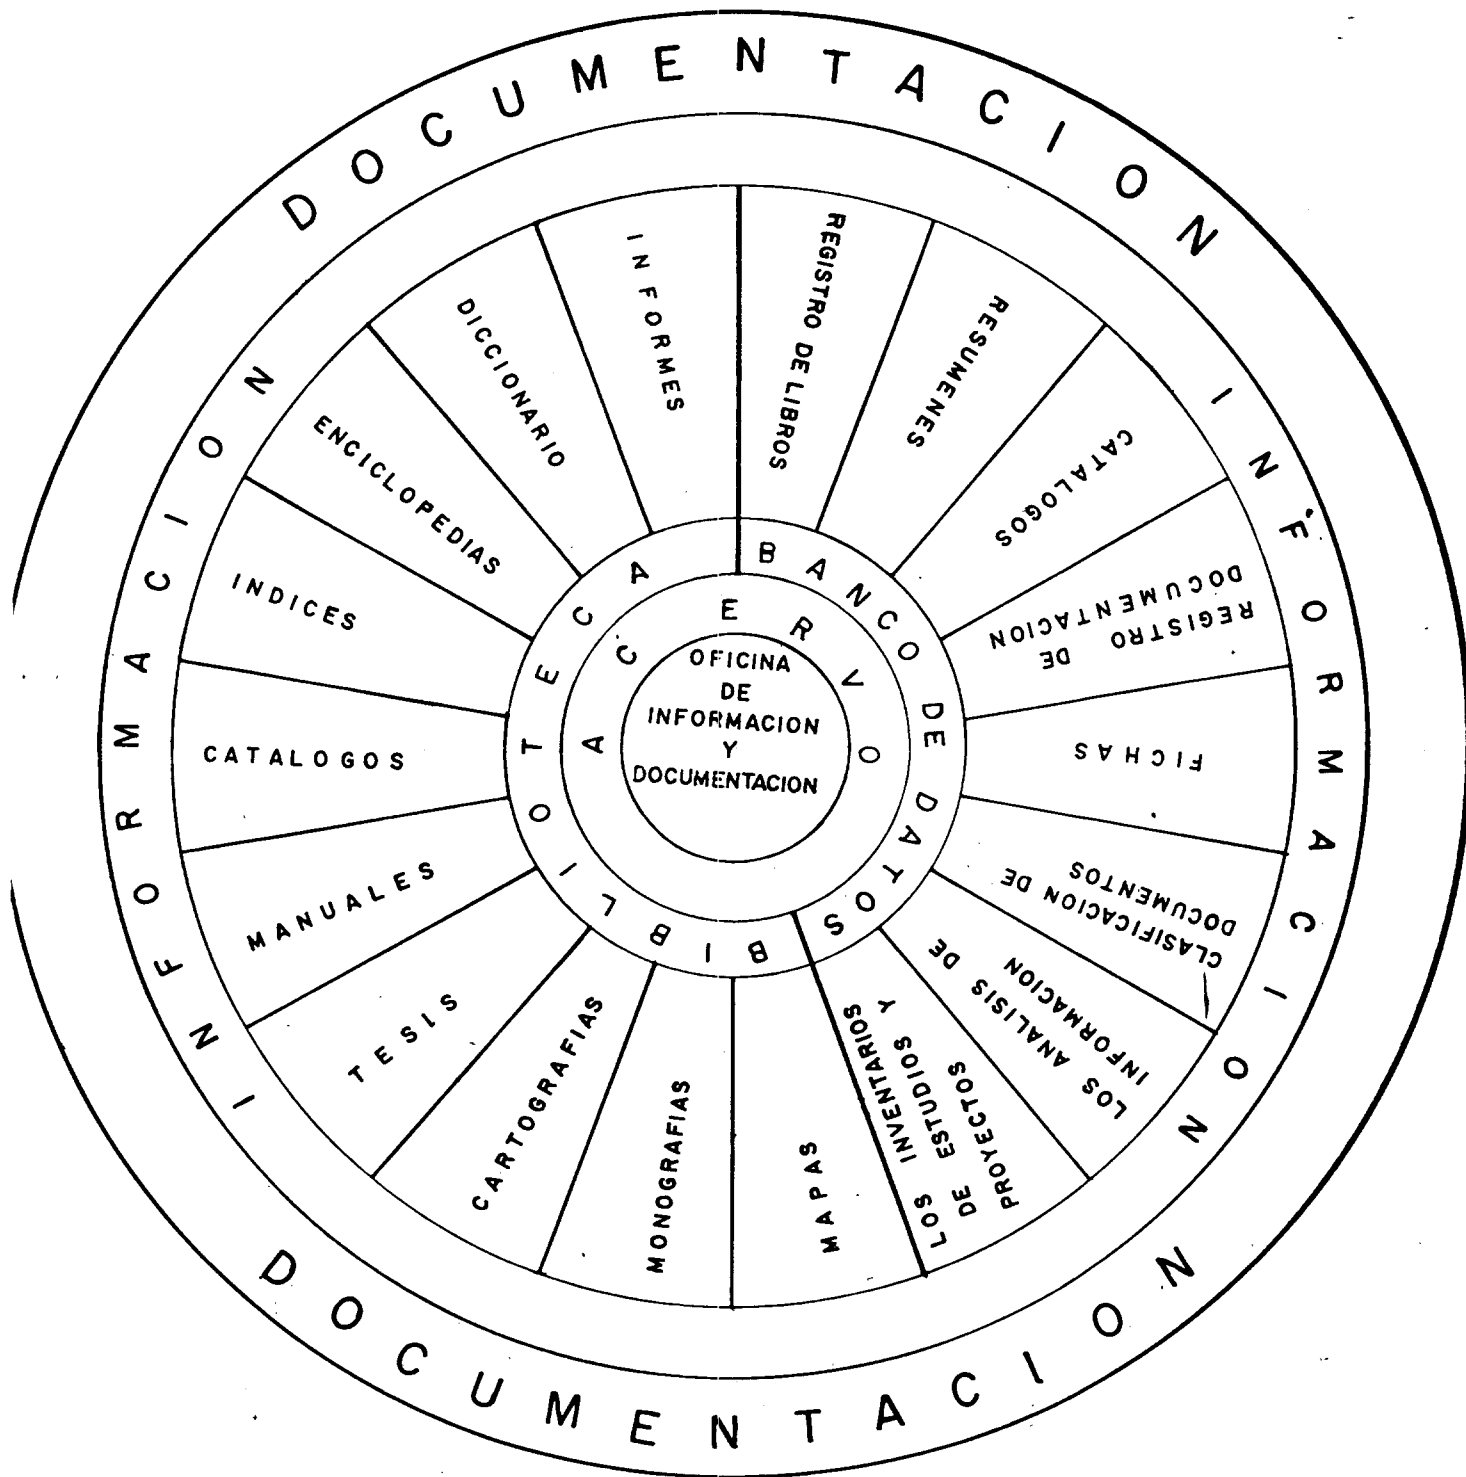 DOCUMENTACION
INFORMACION
INFORMACION
DOCUMENTACION
REGISTRO DE LIBROS
RESUMENES
CATALOGOS
REGISTRO DE
DOCUMENTACION
FICHAS
CLASIFICACION DE
DOCUMENTOS
LOS ANALISIS DE
INFORMACION
LOS INVENTARIOS
DE ESTUDIOS Y
PROYECTOS
MAPAS
MONOGRAFIAS
CARTOGRAFIAS
TESIS
MANUALES
CATALOGOS
INDICES
ENCICLOPEDIAS
DICCIONARIO
INFORMES
BANCO DE DATOS
BIBLIOTECA
ACERVO
OFICINA
DE
INFORMACION
Y
DOCUMENTACION